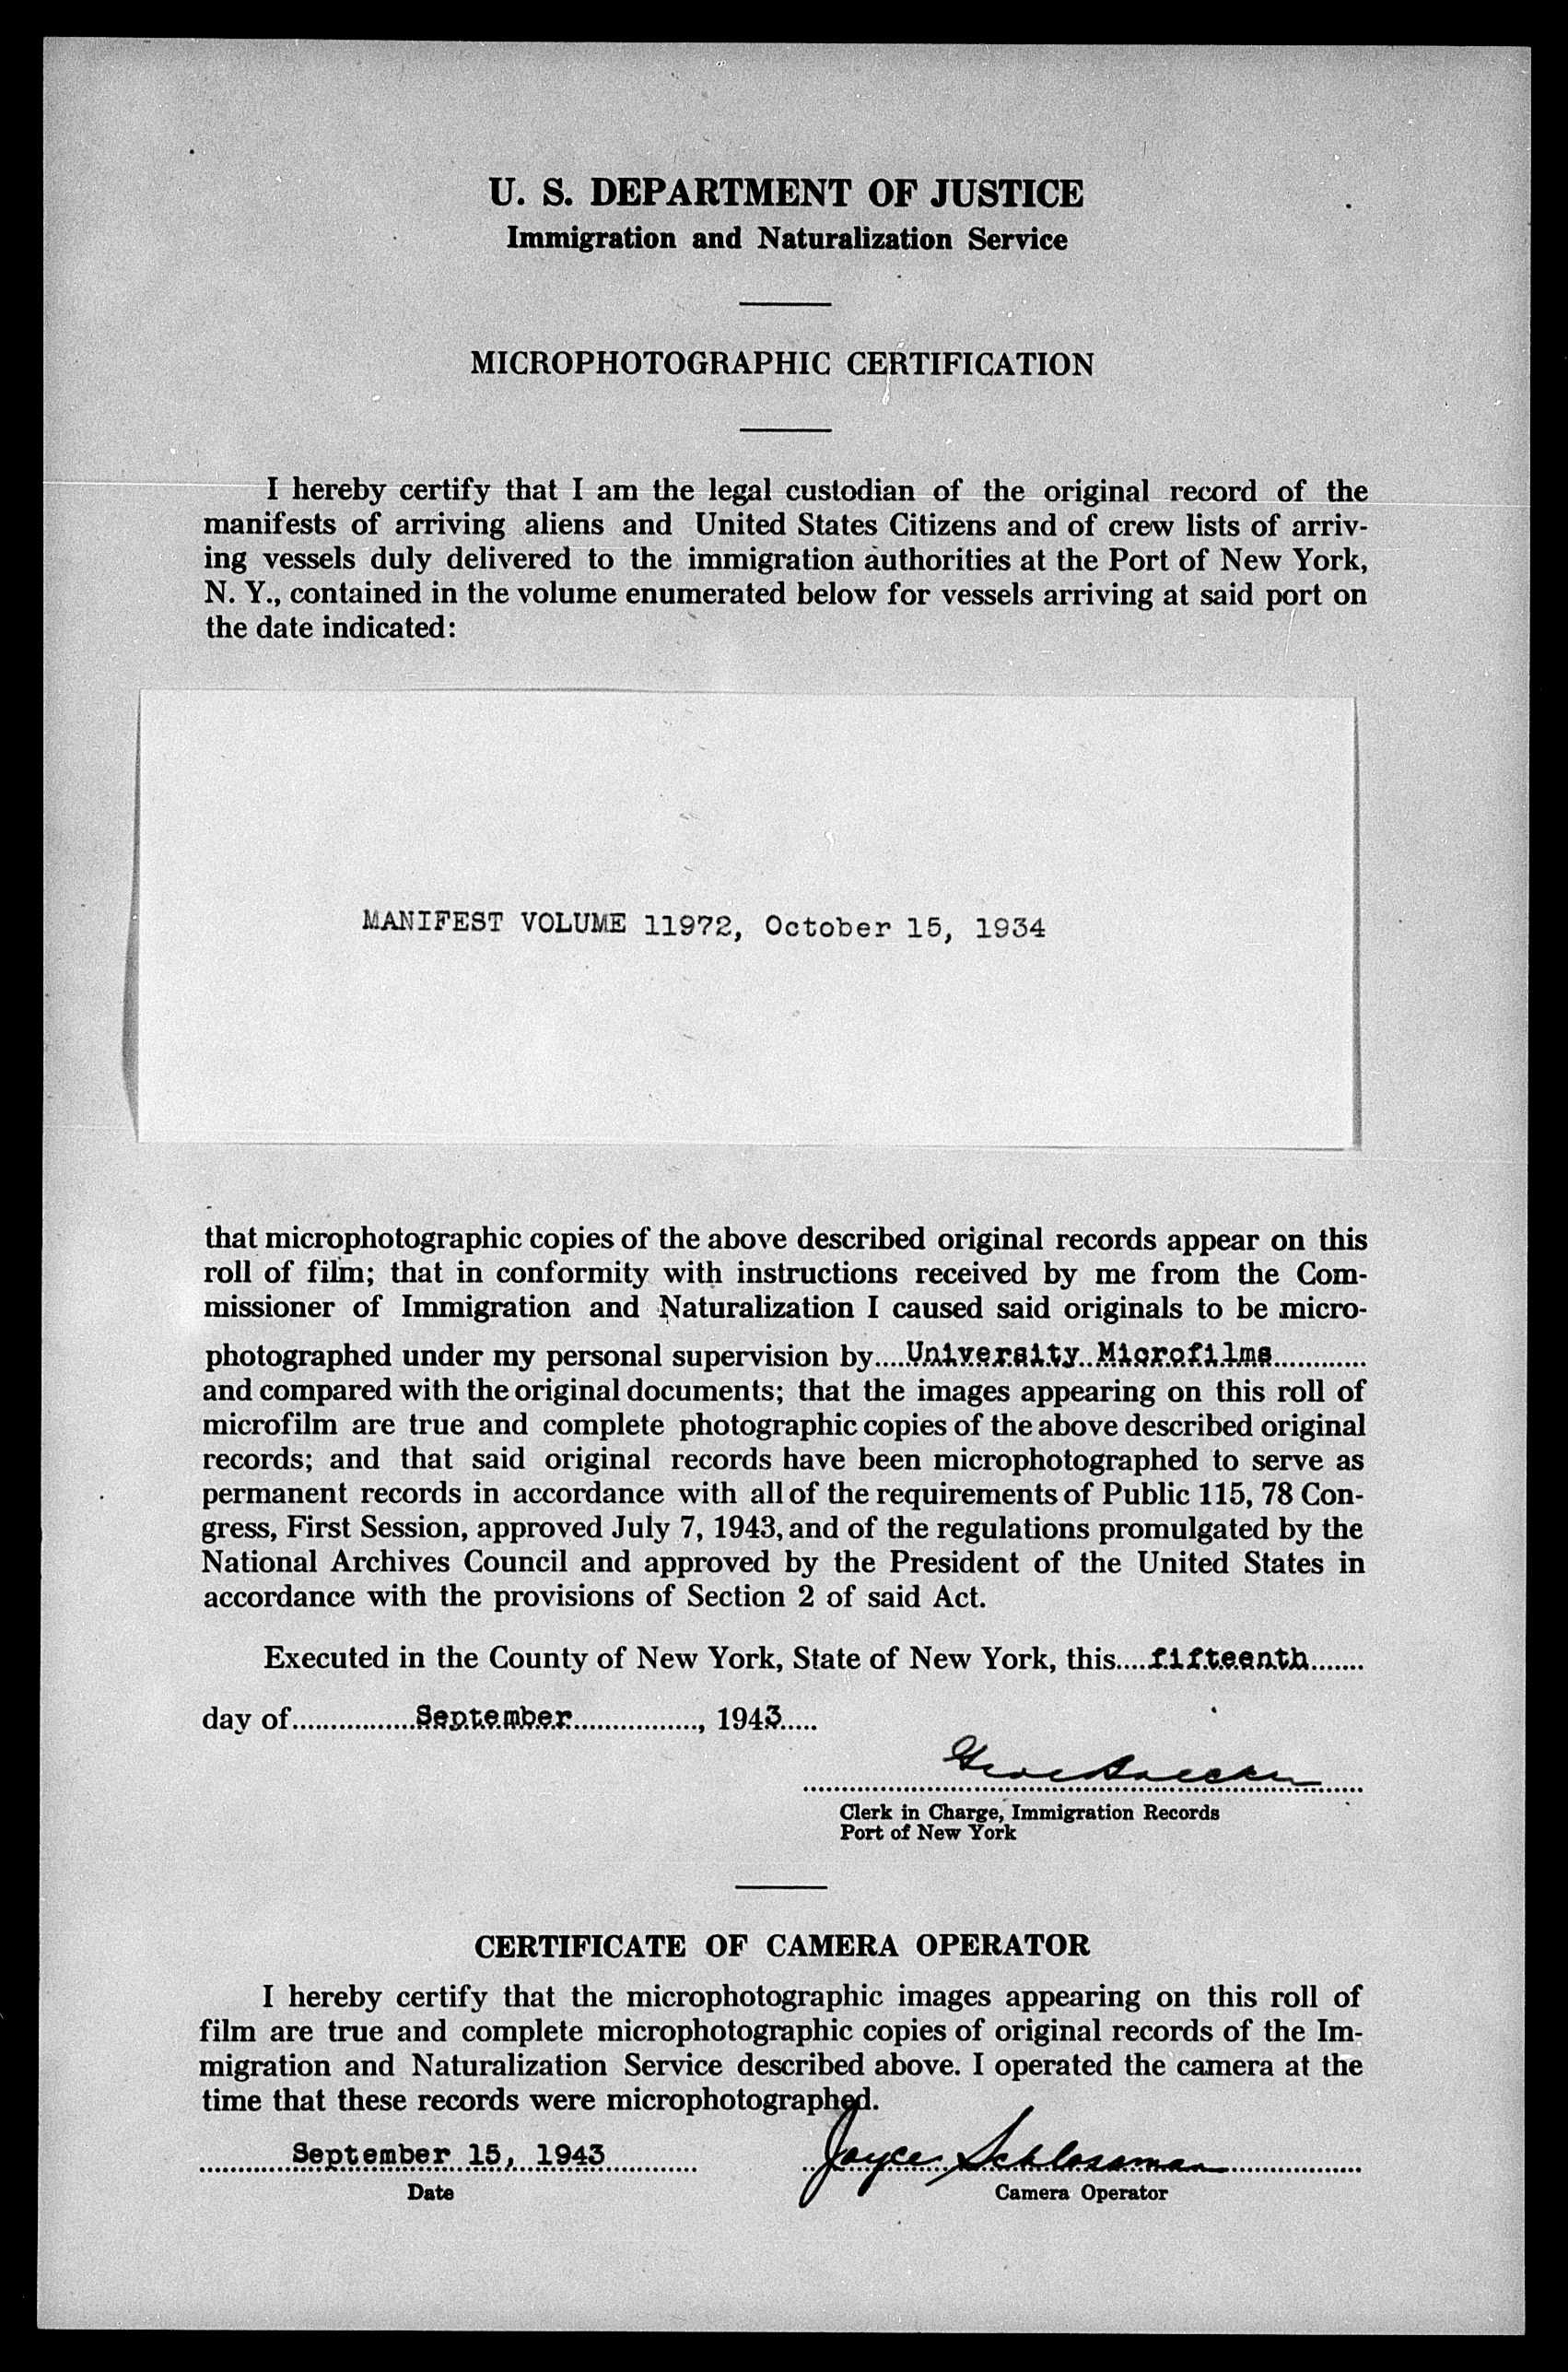 U. S. DEPARTMENT OF JUSTICE
Immigration and Naturalization Service
MICROPHOTOGRAPHIC CERTIFICATION
I hereby certify that I am the legal custodian of the original record of the
manifests of arriving aliens and United States Citizens and of crew lists of arriv-
ing vessels duly delivered to the immigration authorities at the Port of New York,
N. Y., contained in the volume enumerated below for vessels arriving at said port on
the date indicated:
MANIFEST VOLUME 11972, October 15, 1934
that microphotographic copies of the above described original records appear on this
roll of film; that in conformity with instructions received by me from the Com-
missioner of Immigration and Naturalization I caused said originals to be micro-
photographed under my personal supervision by....University Microfilms............
and compared with the original documents; that the images appearing on this roll of
microfilm are true and complete photographic copies of the above described original
records; and that said original records have been microphotographed to serve as
permanent records in accordance with all of the requirements of Public 115, 78 Con-
gress, First Session, approved July 7, 1943, and of the regulations promulgated by the
National Archives Council and approved by the President of the United States in
accordance with the provisions of Section 2 of said Act.
Executed in the County of New York, State of New York, this....fifteenth.......
day of................September................., 1943.....
Clerk in Charge, Immigration Records
Port of New York
CERTIFICATE OF CAMERA OPERATOR
I hereby certify that the microphotographic images appearing on this roll of
film are true and complete microphotographic copies of original records of the Im-
migration and Naturalization Service described above. I operated the camera at the
time that these records were microphotographed.
September 15, 1943 Joyce Schlossman
Date Camera Operator